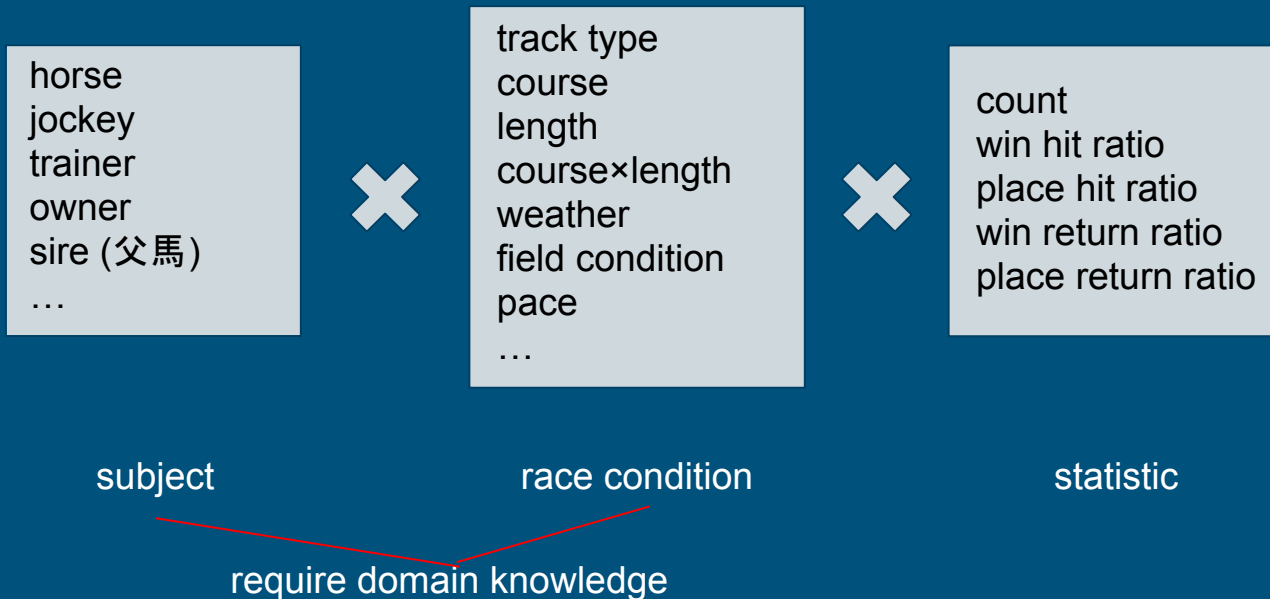 horse
jockey
trainer
owner
sire (父馬)
…
track type
course
length
course×length
weather
field condition
pace
…
count
win hit ratio
place hit ratio
win return ratio
place return ratio
subject
race condition
statistic
require domain knowledge